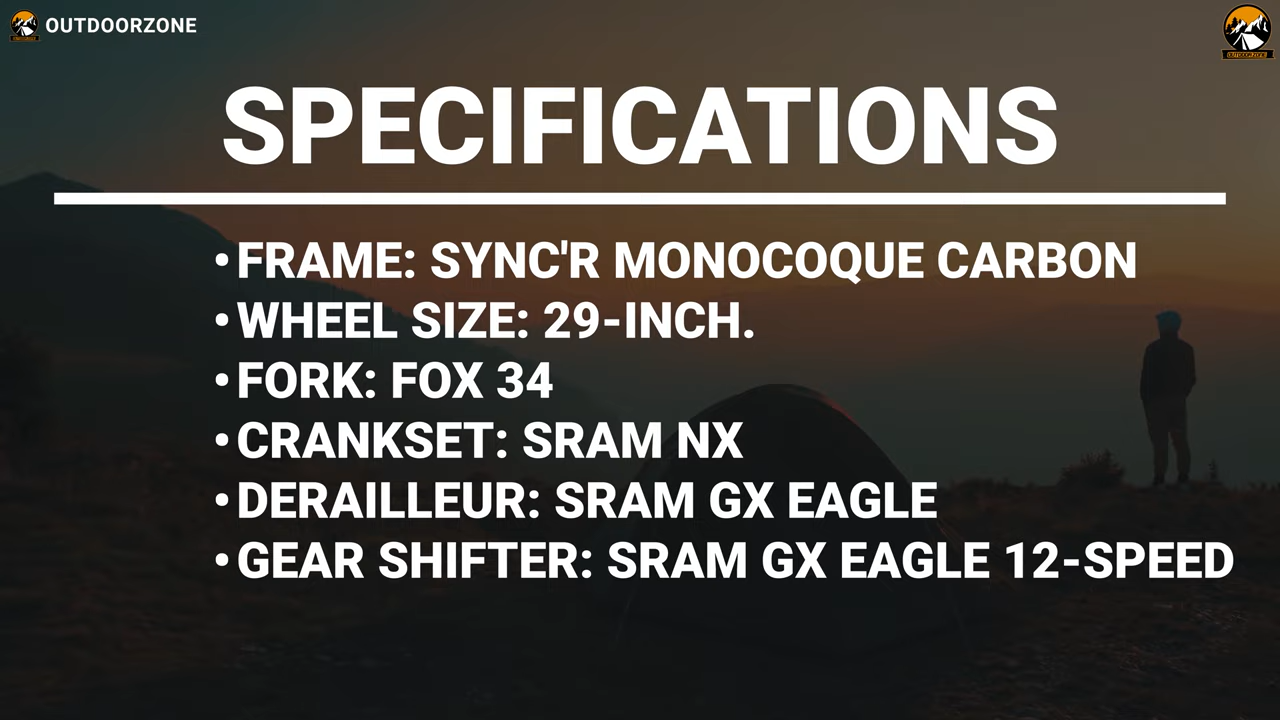 OUTDOORZONE
SPECIFICATIONS
•FRAME: SYNC'R MONOCOQUE CARBON
•WHEEL SIZE: 29-INCH.
•FORK: FOX 34
•CRANKSET: SRAM NX
•DERAILLEUR: SRAM GX EAGLE
•GEAR SHIFTER: SRAM GX EAGLE 12-SPEED
OUTDOORZONE